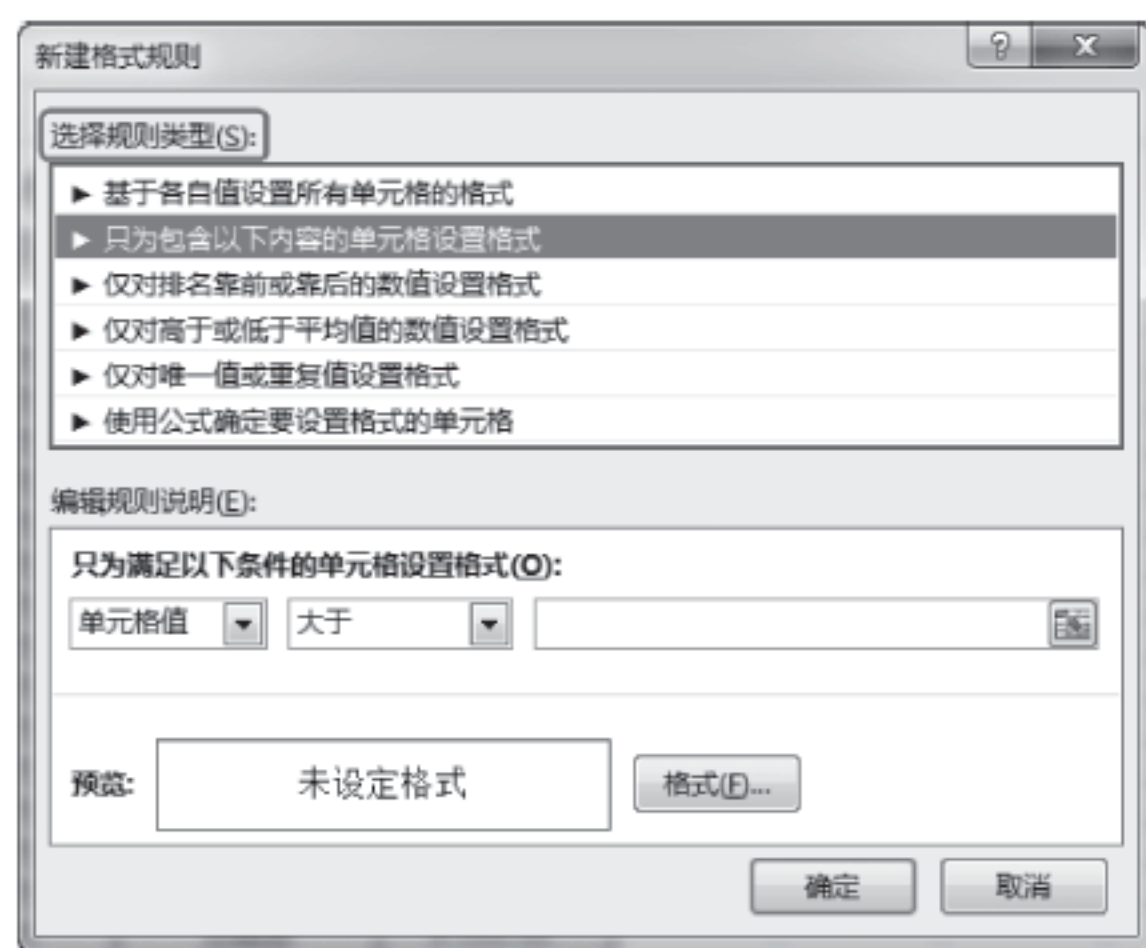 新建格式规则
选择规则类型(S):
► 基于各自值设置所有单元格的格式
► 只为包含以下内容的单元格设置格式
► 仅对排名靠前或靠后的数值设置格式
► 仅对高于或低于平均值的数值设置格式
► 仅对唯一值或重复值设置格式
► 使用公式确定要设置格式的单元格
编辑规则说明(E):
只为满足以下条件的单元格设置格式(O):
单元格值 大于
预览: 未设定格式 格式(F)...
确定 取消